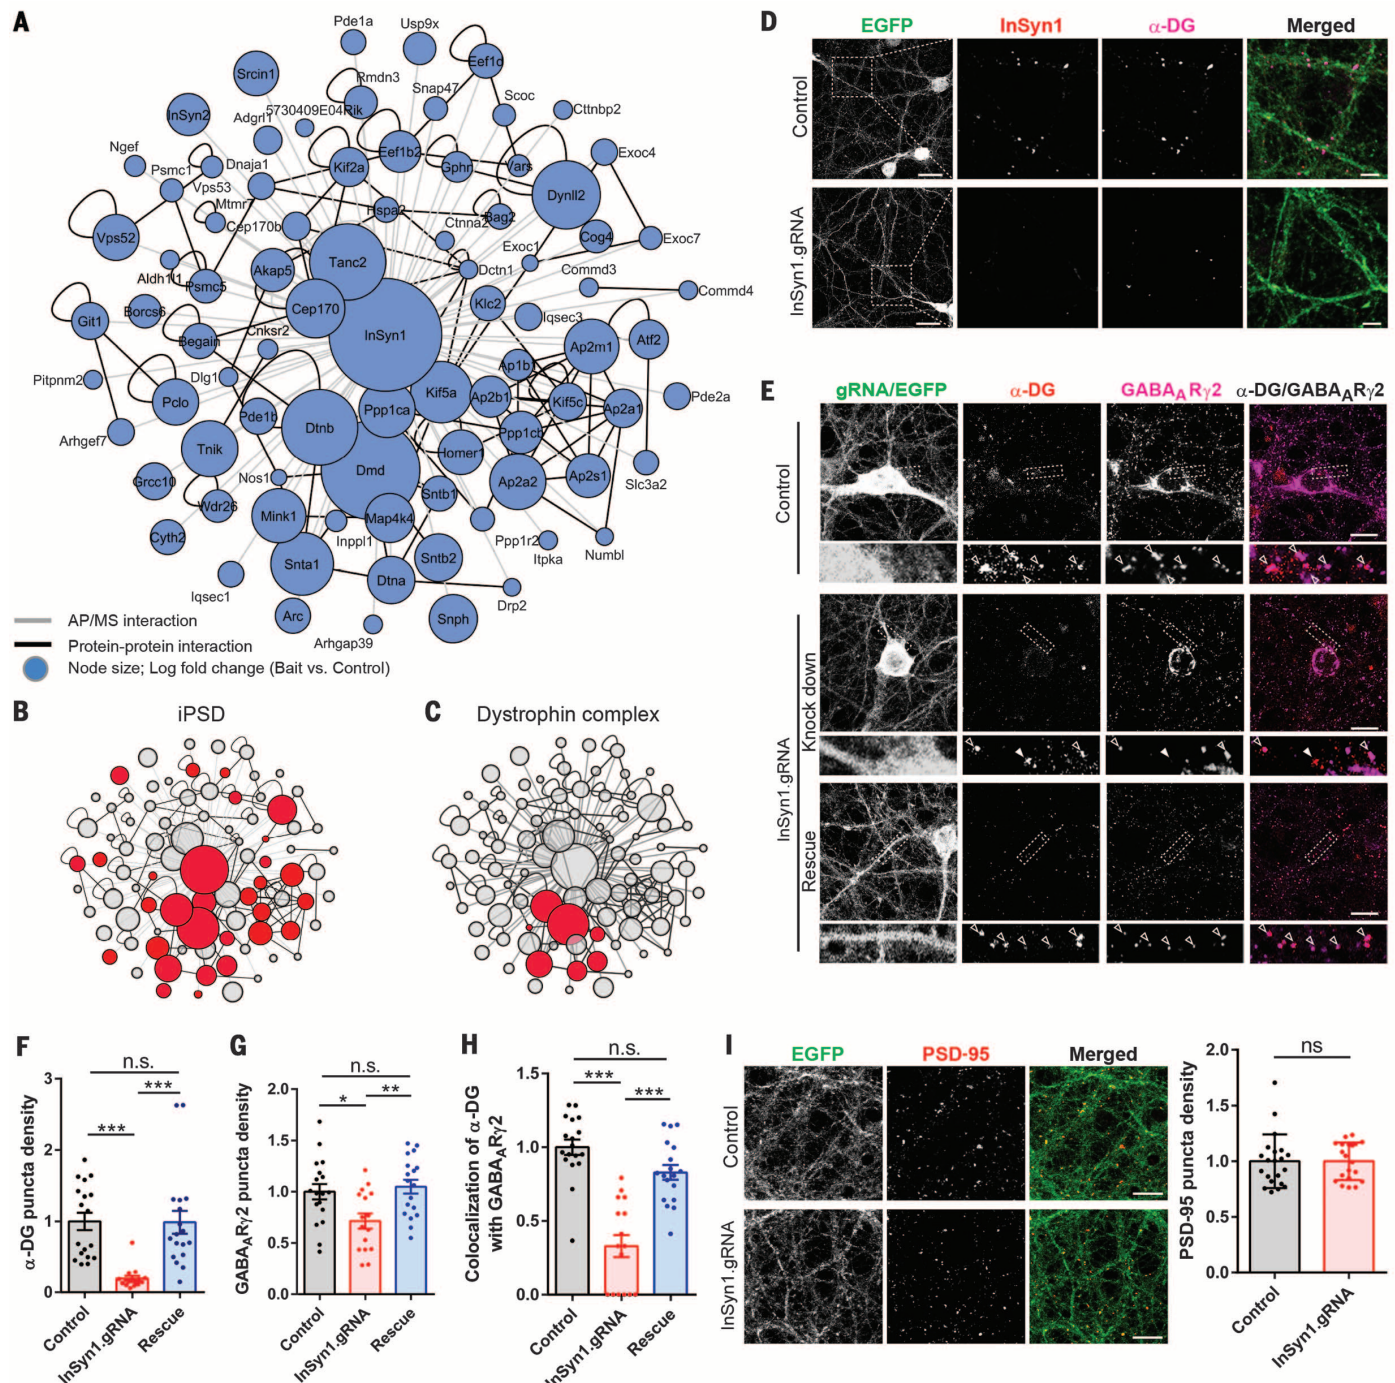 A
Pde1a
Usp9x
Srcin1
Eef1d
Rmdn3
Snap47
Scoc
Cttnbp2
InSyn2
Adgrl1
5730409E04Rik
Ngef
Psmc1
Dnaja1
Kif2a
Eef1b2
Gphn
Vars
Exoc4
Vps53
Mtmr7
Hspa2
Bag2
Dynll2
Vps52
Cep170b
Ctnna2
Cog4
Exoc7
Exoc1
Aldh1l1
Psmc5
Akap5
Tanc2
Dctn1
Commd3
Commd4
Git1
Borcs6
Cep170
Klc2
Iqsec3
Begain
Cnksr2
InSyn1
Ap2m1
Atf2
Pitpnm2
Dlg1
Ap1b1
Pclo
Pde1b
Kif5a
Ap2b1
Kif5c
Ap2a1
Pde2a
Arhgef7
Dtnb
Ppp1ca
Ppp1cb
Tnik
Homer1
Grcc10
Nos1
Dmd
Ap2a2
Ap2s1
Slc3a2
Wdr26
Sntb1
Cyth2
Mink1
Map4k4
Inppl1
Ppp1r2
Itpka
Numbl
Snta1
Sntb2
Iqsec1
Dtna
Drp2
Arc
Arhgap39
Snph
AP/MS interaction
Protein-protein interaction
Node size; Log fold change (Bait vs. Control)
B
iPSD
C
Dystrophin complex
D
EGFP
InSyn1
α-DG
Merged
Control
InSyn1.gRNA
E
gRNA/EGFP
α-DG
GABAARγ2
α-DG/GABAARγ2
Control
InSyn1.gRNA
Knock down
Rescue
F
n.s.
***
***
α-DG puncta density
3
2
1
0
Control
InSyn1.gRNA
Rescue
G
n.s.
*
**
GABAARγ2 puncta density
2.0
1.5
1.0
0.5
0.0
Control
InSyn1.gRNA
Rescue
H
n.s.
***
***
Colocalization of α-DG
with GABAARγ2
1.5
1.0
0.5
0.0
Control
InSyn1.gRNA
Rescue
I
EGFP
PSD-95
Merged
Control
InSyn1.gRNA
ns
PSD-95 puncta density
2.0
1.5
1.0
0.5
0.0
Control
InSyn1.gRNA